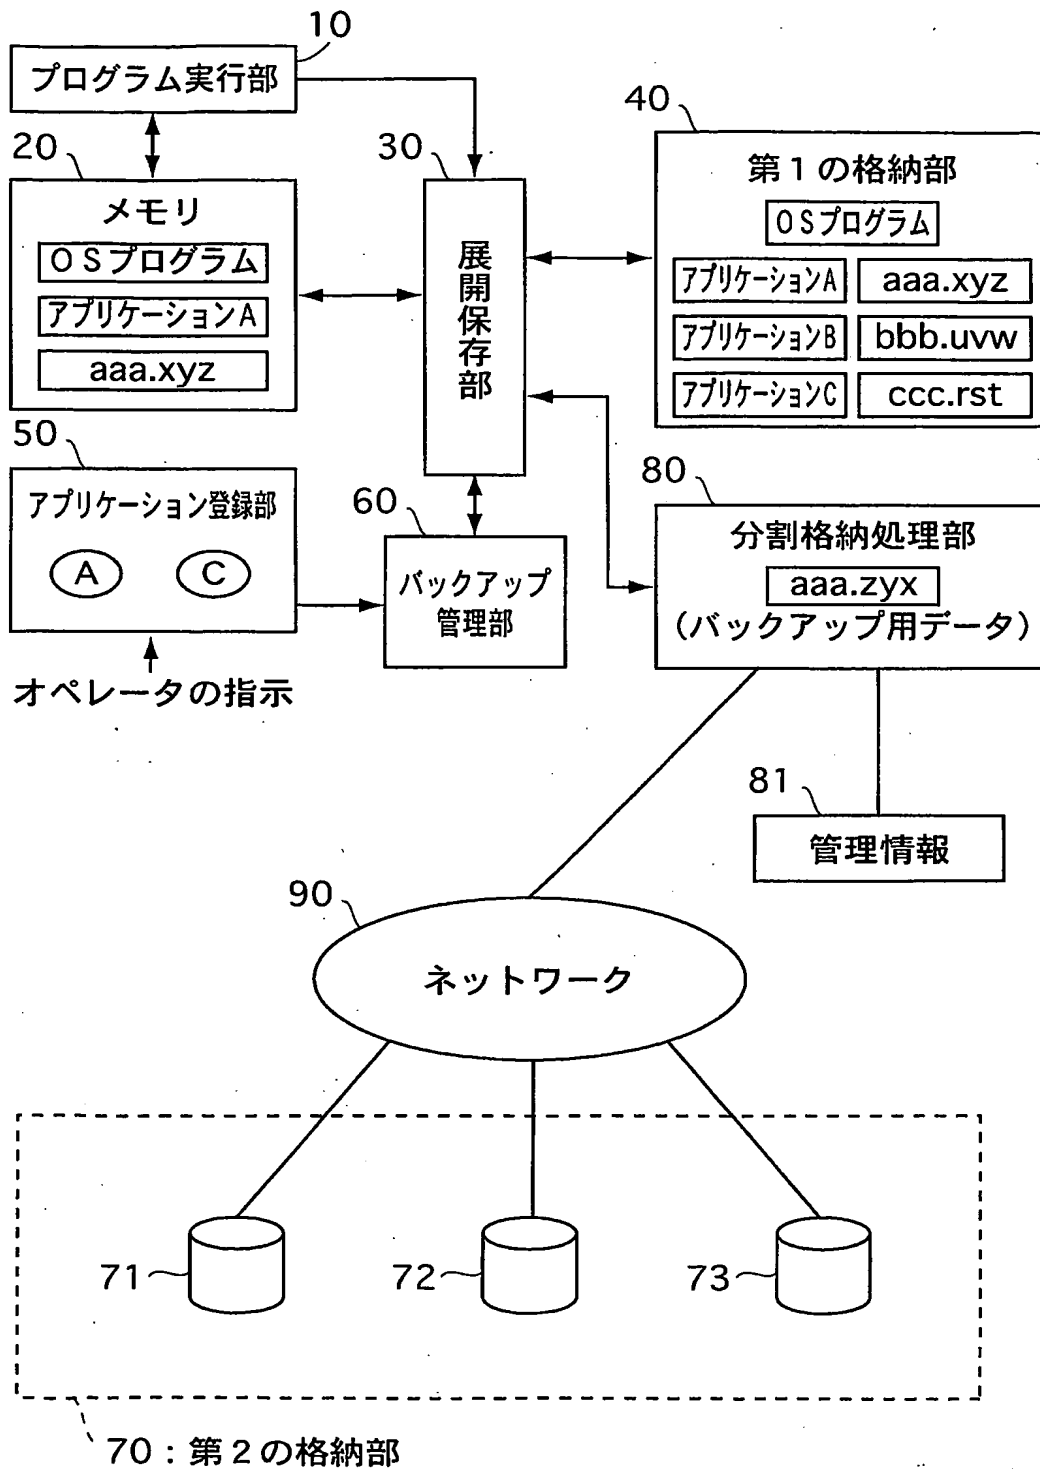 10
プログラム実行部
20
メモリ
OSプログラム
アプリケーションA
aaa.xyz
30
展開保存部
40
第1の格納部
OSプログラム
アプリケーションA
aaa.xyz
アプリケーションB
bbb.uvw
アプリケーションC
ccc.rst
50
アプリケーション登録部
A
C
オペレータの指示
60
バックアップ
管理部
80
分割格納処理部
aaa.zyx
(バックアップ用データ)
81
管理情報
90
ネットワーク
71
72
73
70:第2の格納部